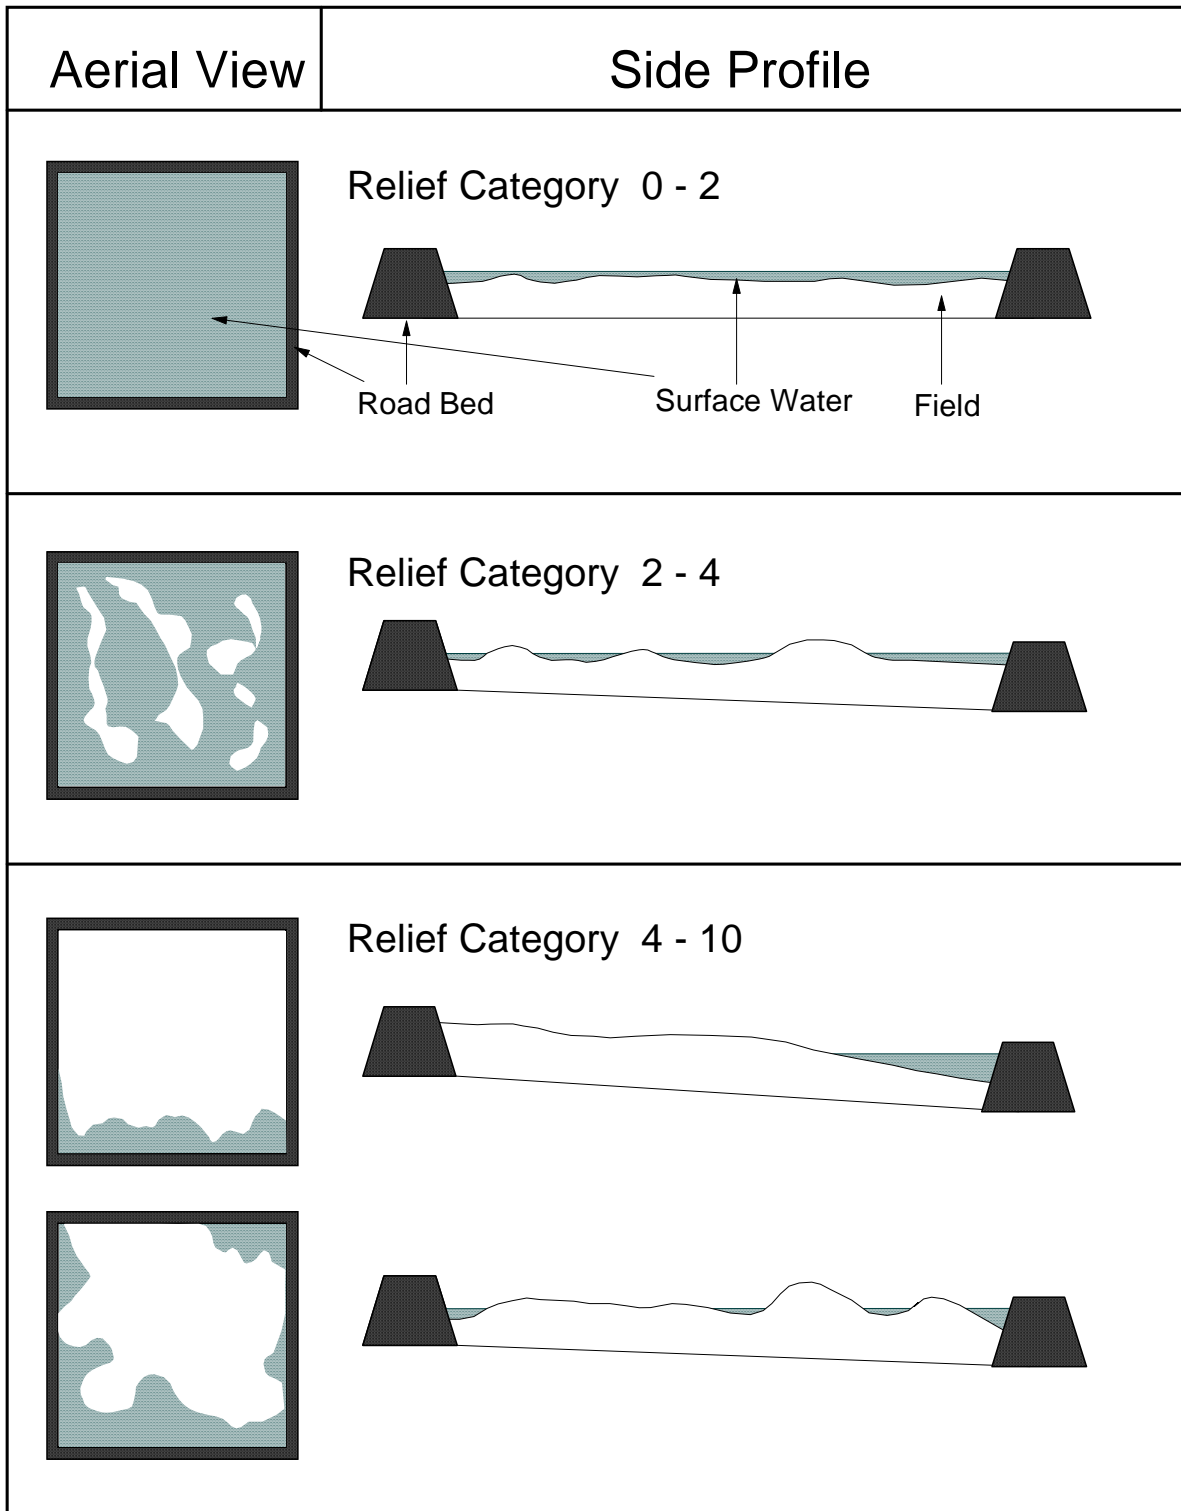 Aerial View
Side Profile
Relief Category 0 - 2
Road Bed
Surface Water
Field
Relief Category 2 - 4
Relief Category 4 - 10